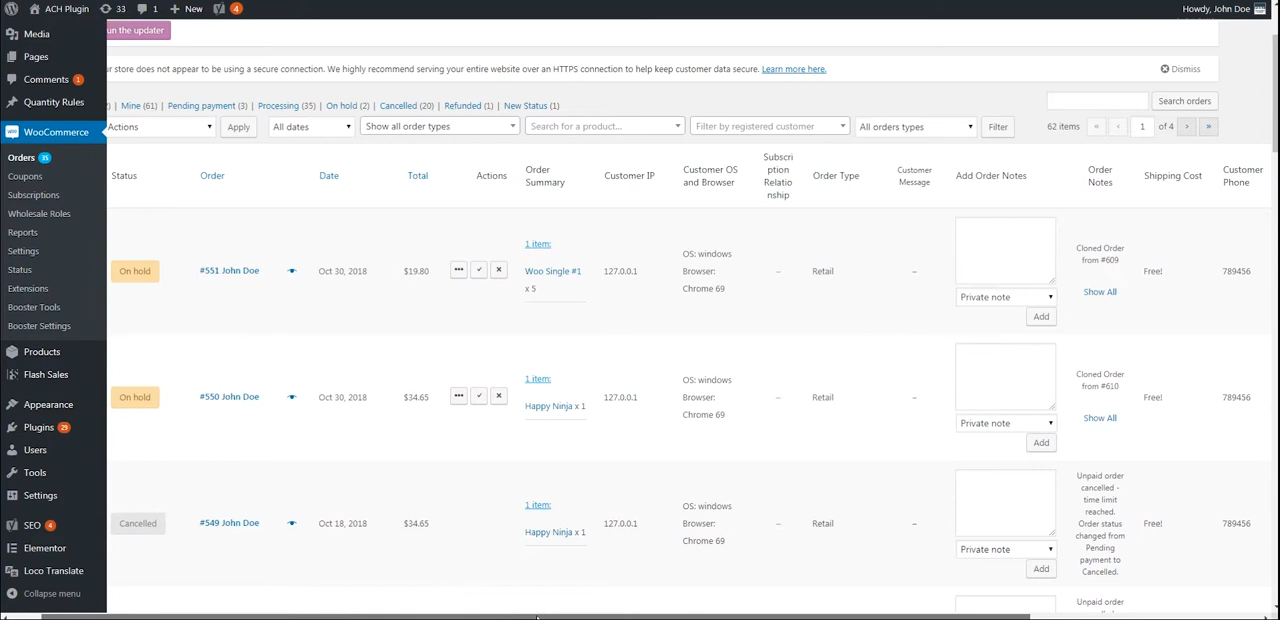 ACH Plugin 33 1 New 4 Howdy, John Doe
Media
Pages
Comments 1
Quantity Rules
WooCommerce
Orders 35
Coupons
Subscriptions
Wholesale Roles
Reports
Settings
Status
Extensions
Booster Tools
Booster Settings
Products
Flash Sales
Appearance
Plugins 29
Users
Tools
Settings
SEO 4
Elementor
Loco Translate
Collapse menu
un the updater
ur store does not appear to be using a secure connection. We highly recommend serving your entire website over an HTTPS connection to help keep customer data secure. Learn more here. Dismiss
) | Mine (61) | Pending payment (3) | Processing (35) | On hold (2) | Cancelled (20) | Refunded (1) | New Status (1)
Search orders
Actions Apply All dates Show all order types Search for a product... Filter by registered customer All orders types Filter 62 items « ‹ 1 of 4 › »
Status Order Date Total Actions Order Summary Customer IP Customer OS and Browser Subscri ption Relatio nship Order Type Customer Message Add Order Notes Order Notes Shipping Cost Customer Phone
On hold #551 John Doe Oct 30, 2018 $19.80
1 item:
Woo Single #1
x 5
127.0.0.1
OS: windows
Browser:
Chrome 69
– Retail –
Private note
Add
Cloned Order
from #609
Show All
Free! 789456
On hold #550 John Doe Oct 30, 2018 $34.65
1 item:
Happy Ninja x 1
127.0.0.1
OS: windows
Browser:
Chrome 69
– Retail –
Private note
Add
Cloned Order
from #610
Show All
Free! 789456
Cancelled #549 John Doe Oct 18, 2018 $34.65
1 item:
Happy Ninja x 1
127.0.0.1
OS: windows
Browser:
Chrome 69
– Retail –
Private note
Add
Unpaid order
cancelled -
time limit
reached.
Order status
changed from
Pending
payment to
Cancelled.
Free! 789456
Unpaid order